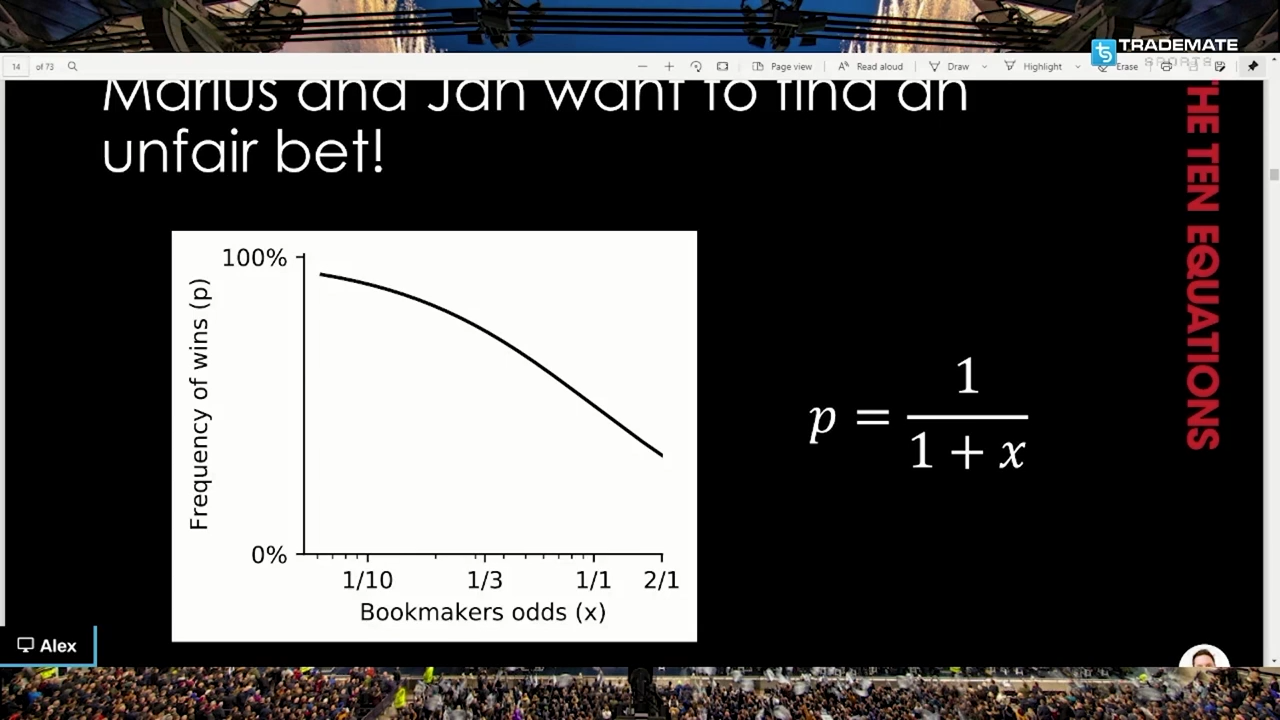 TRADEMATE
SPORTS
14 of 73
Page view
Read aloud
Draw
Highlight
Erase
Marius and Jan want to find an
unfair bet!
THE TEN EQUATIONS
100%
Frequency of wins (p)
0%
1/10 1/3 1/1 2/1
Bookmakers odds (x)
p = 1 / (1 + x)
Alex